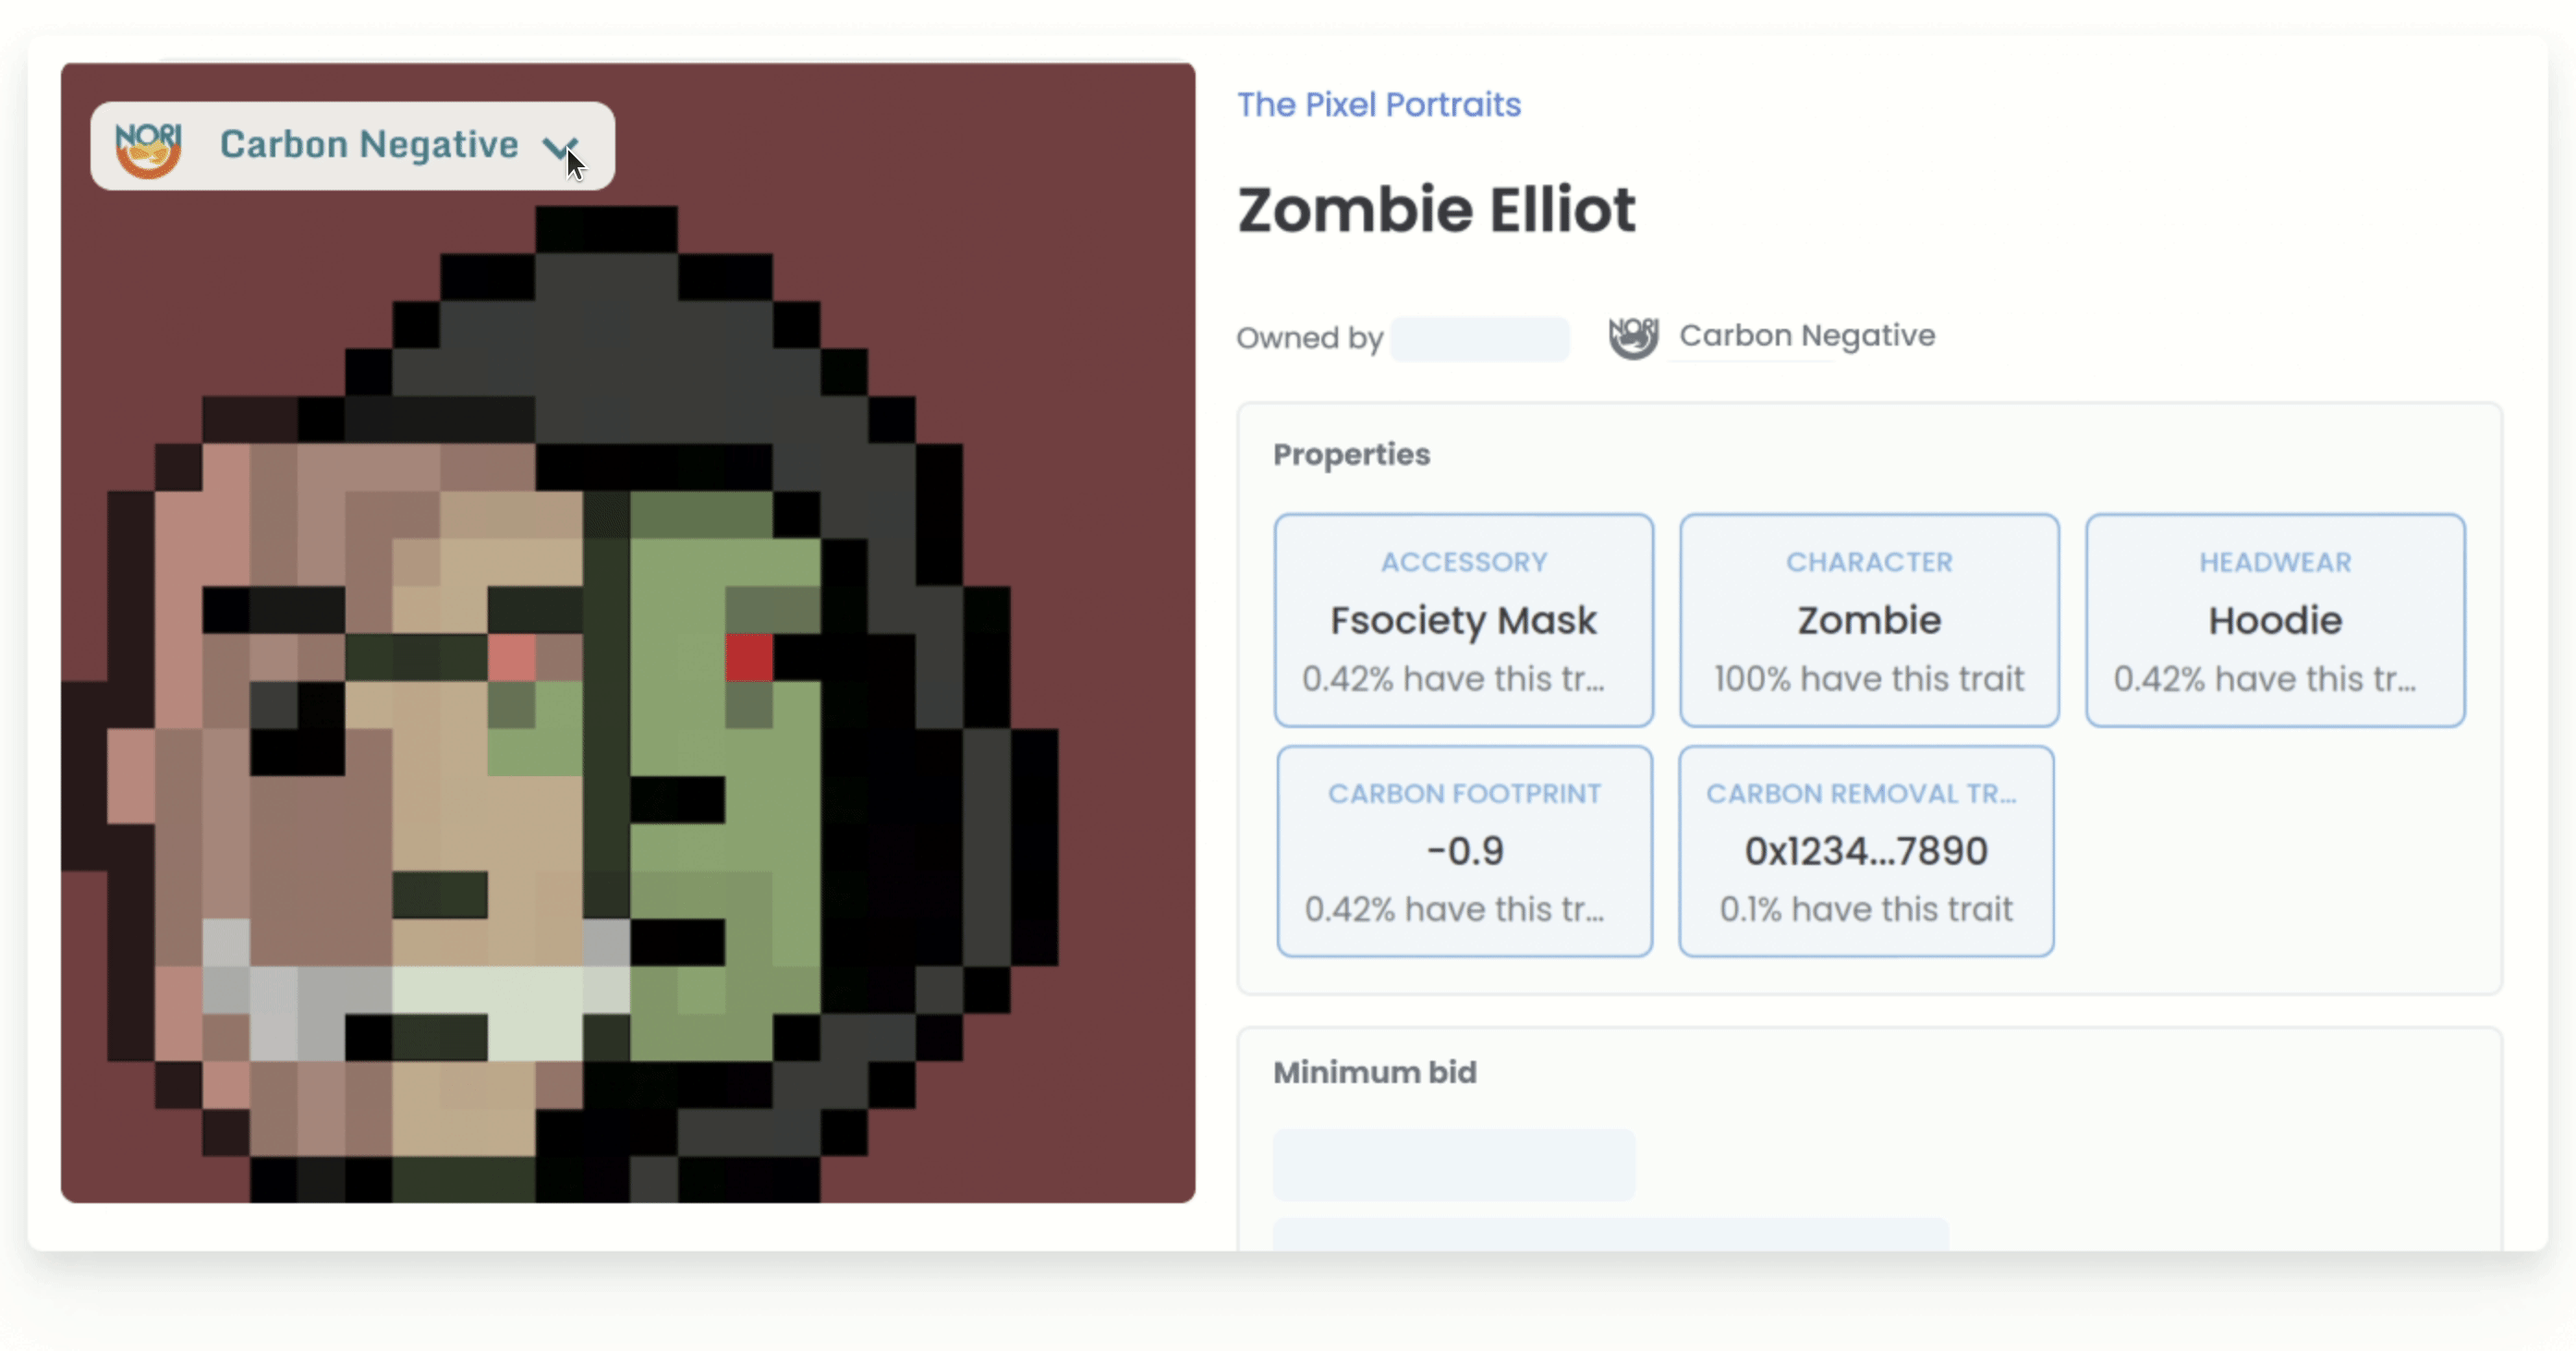 NORI Carbon Negative
The Pixel Portraits
Zombie Elliot
Owned by
NORI Carbon Negative
Properties
ACCESSORY
Fsociety Mask
0.42% have this tr...
CHARACTER
Zombie
100% have this trait
HEADWEAR
Hoodie
0.42% have this tr...
CARBON FOOTPRINT
-0.9
0.42% have this tr...
CARBON REMOVAL TR...
0x1234...7890
0.1% have this trait
Minimum bid